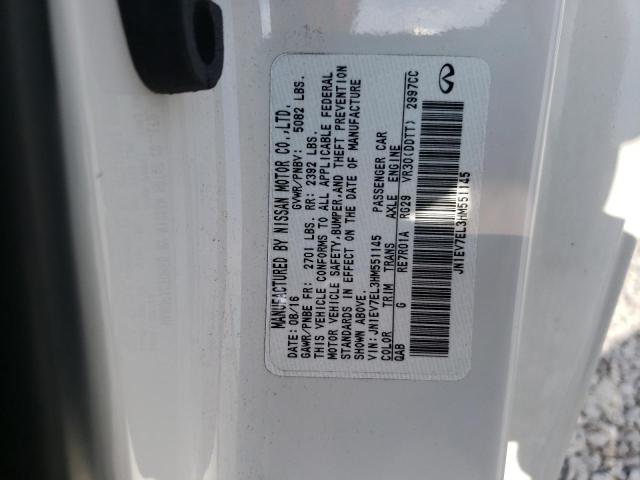 MANUFACTURED BY NISSAN MOTOR CO.,LTD.
DATE: 08/16 GVWR/PNBV: 5082 LBS.
GAWR/PNBE FR: 2701 LBS. RR: 2392 LBS.
THIS VEHICLE CONFORMS TO ALL APPLICABLE FEDERAL
MOTOR VEHICLE SAFETY,BUMPER,AND THEFT PREVENTION
STANDARDS IN EFFECT ON THE DATE OF MANUFACTURE
SHOWN ABOVE.
VIN: JN1EV7EL3HM551145 PASSENGER CAR
COLOR TRIM TRANS AXLE ENGINE
QAB G RE7R01A RG29 VR30(DDTT) 2997CC
JN1EV7EL3HM551145